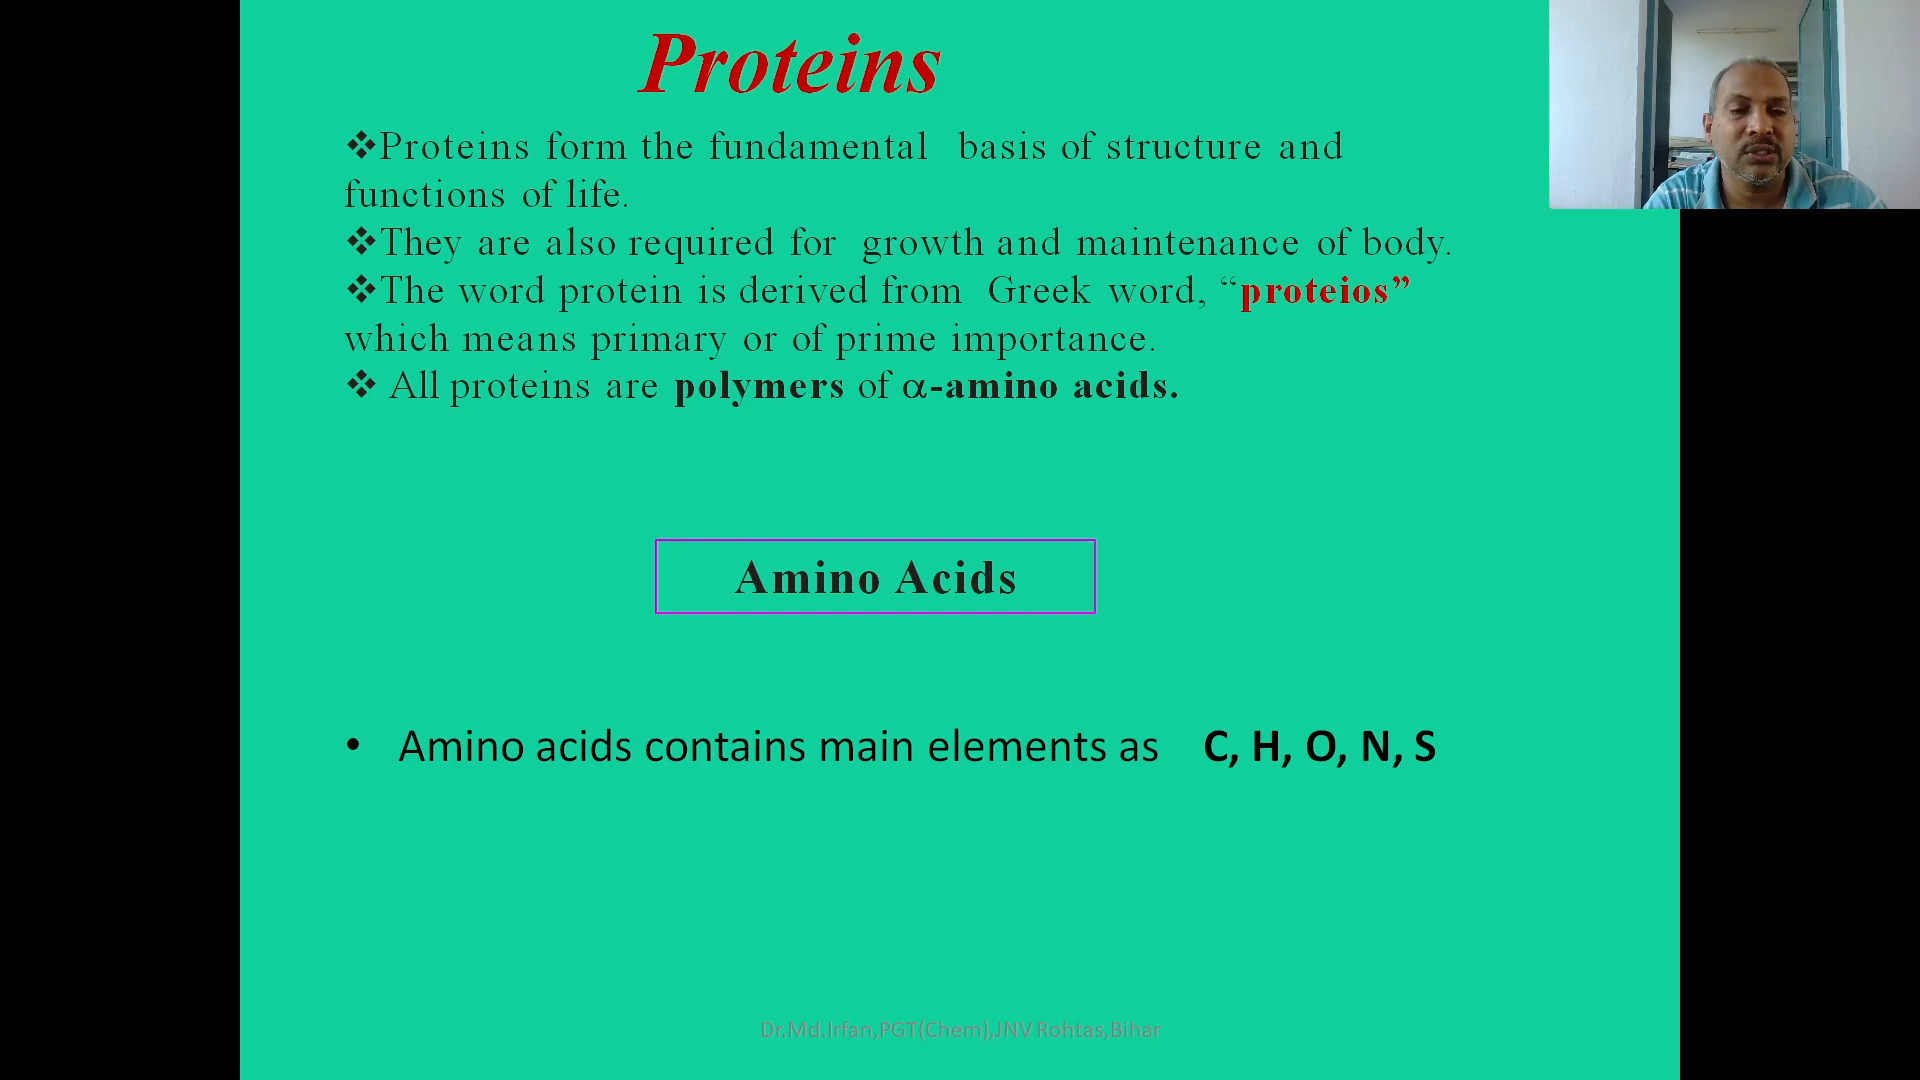 Proteins
❖Proteins form the fundamental basis of structure and
functions of life.
❖They are also required for growth and maintenance of body.
❖The word protein is derived from Greek word, “proteios”
which means primary or of prime importance.
❖ All proteins are polymers of α-amino acids.
Amino Acids
• Amino acids contains main elements as C, H, O, N, S
Dr.Md.Irfan,PGT(Chem),JNV Rohtas,Bihar